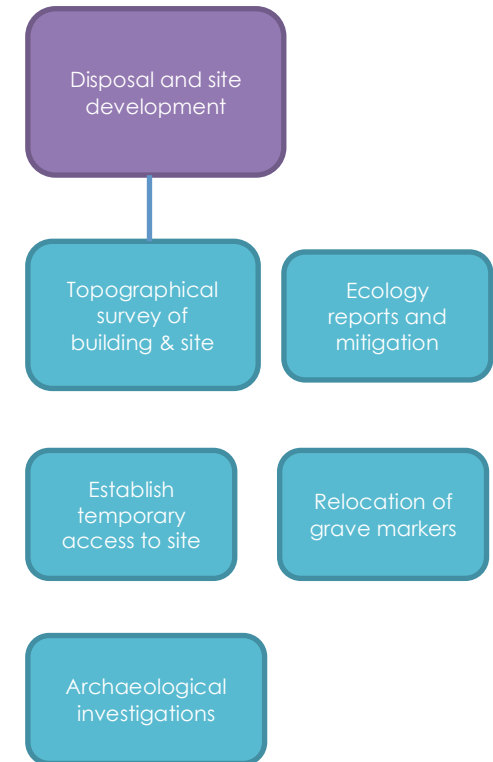 Disposal and site
development
Topographical
survey of
building & site
Ecology
reports and
mitigation
Establish
temporary
access to site
Relocation of
grave markers
Archaeological
investigations